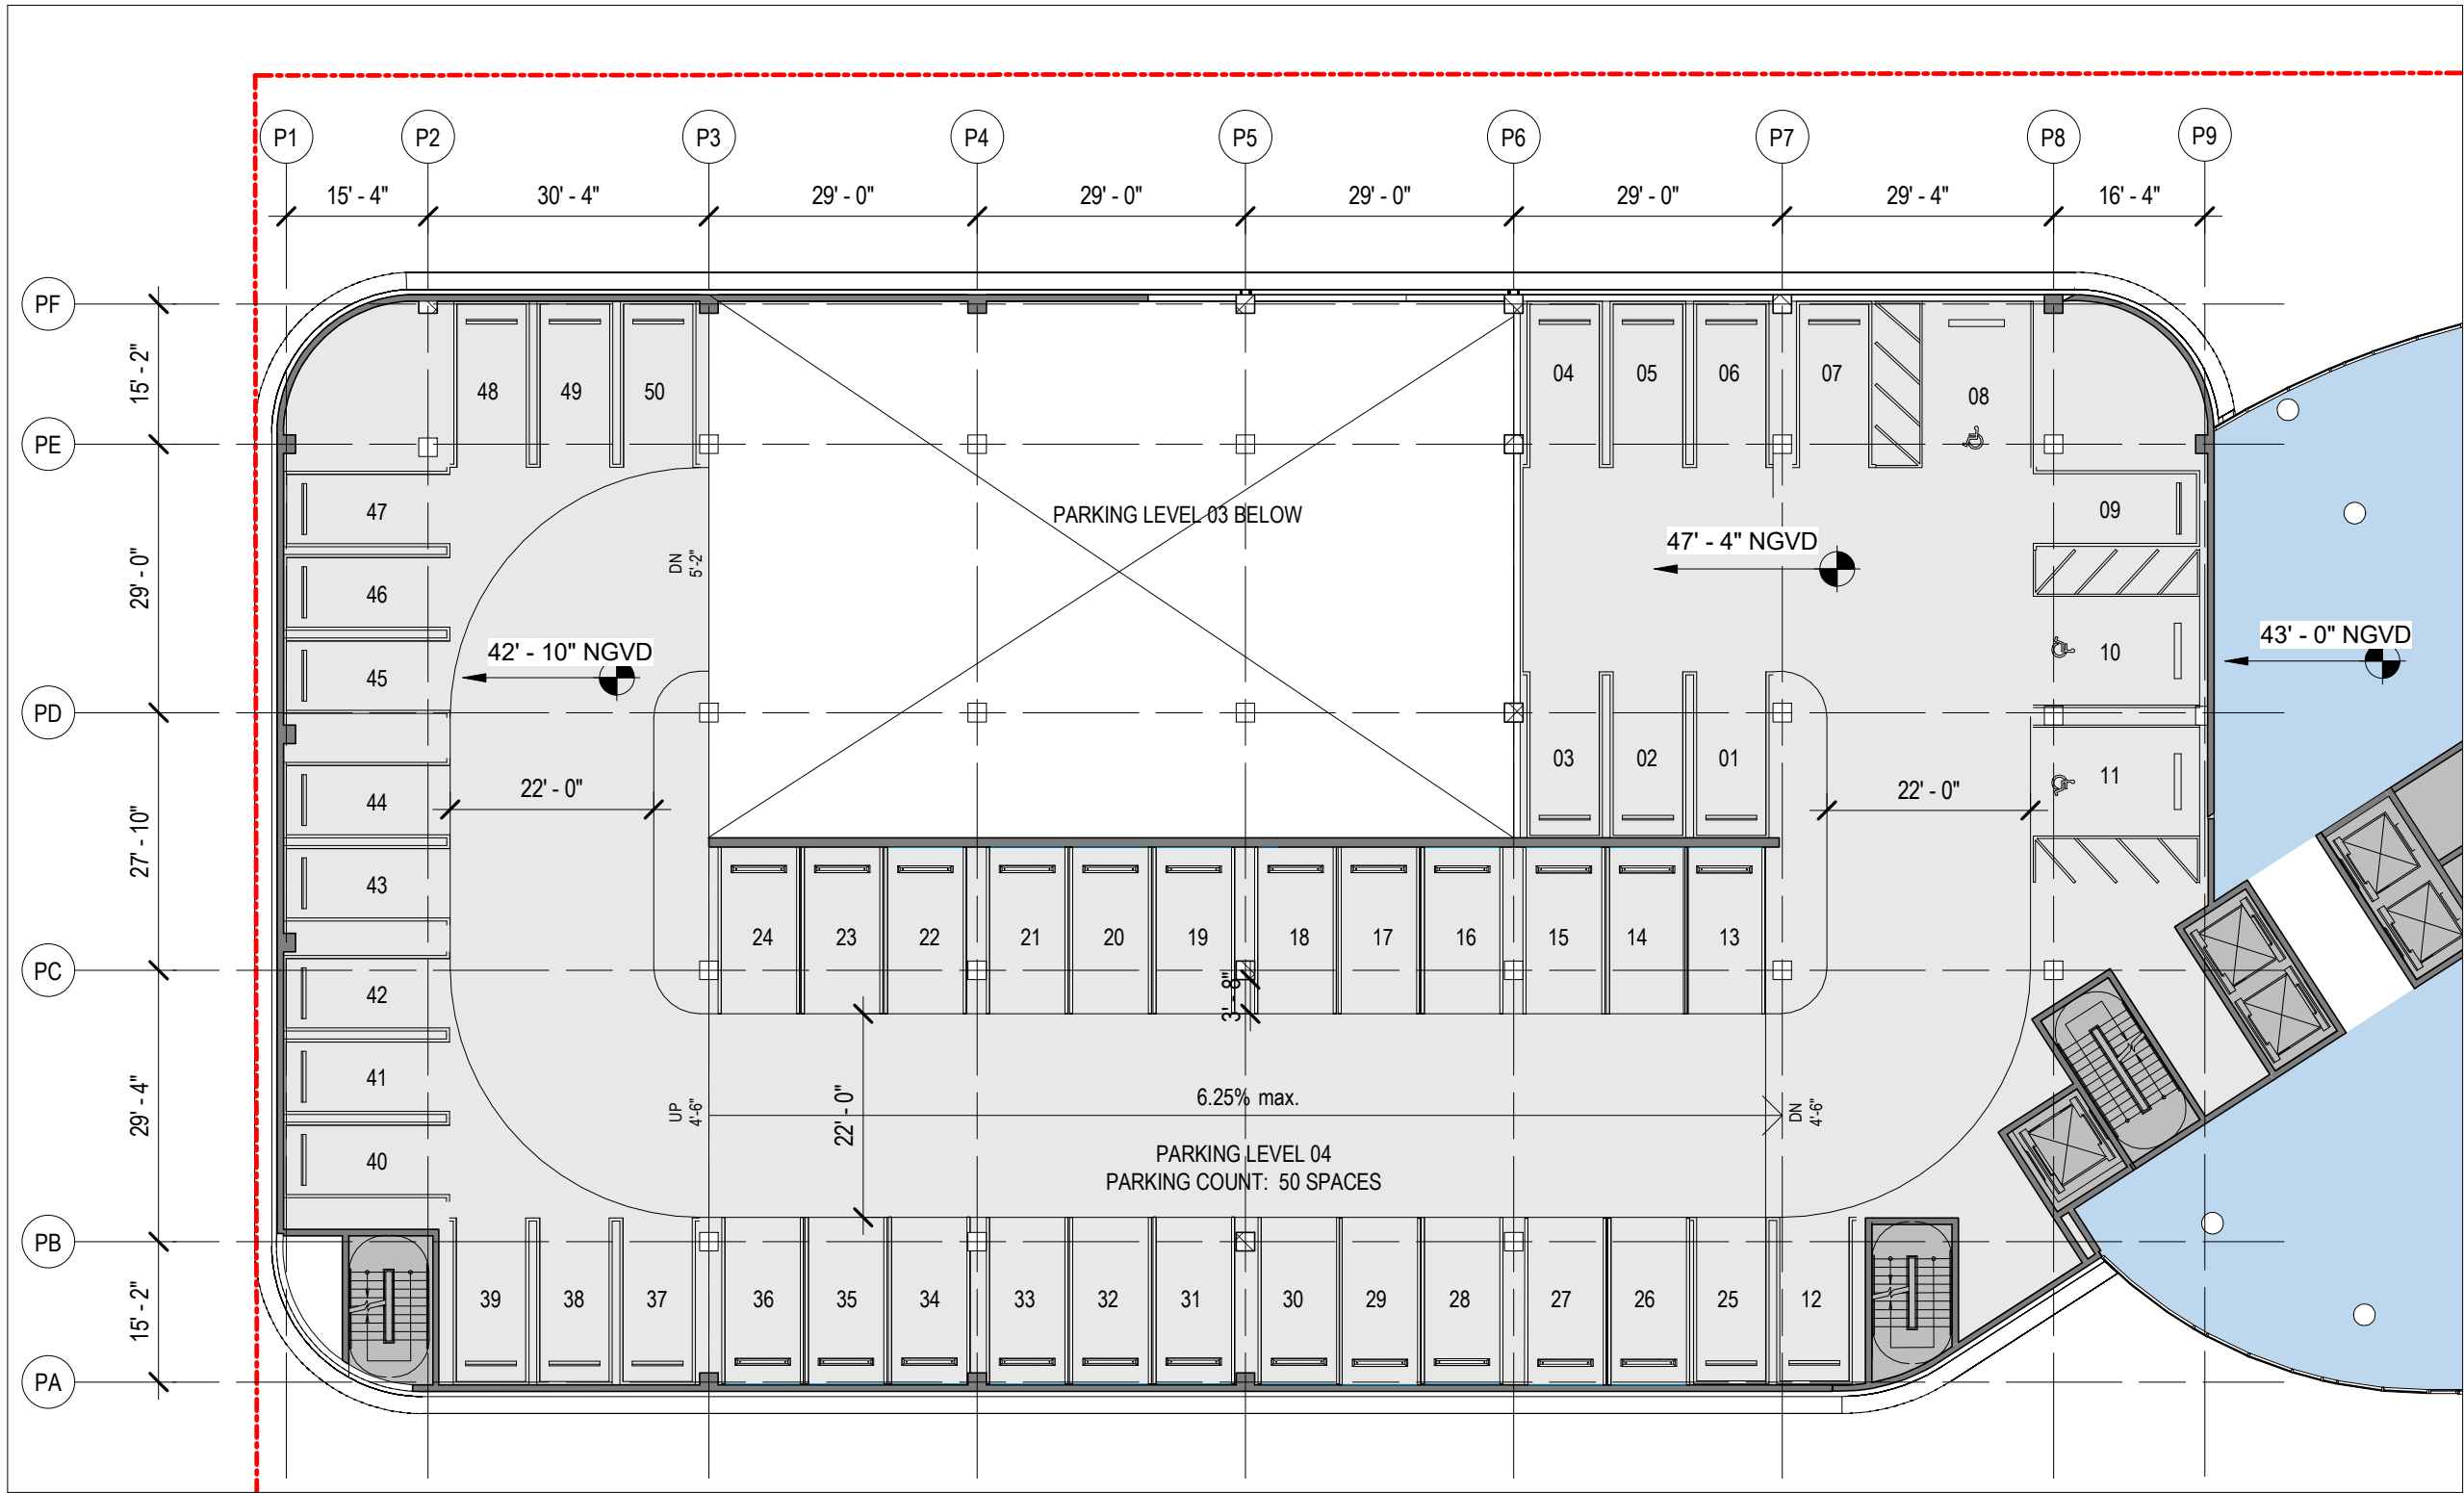 P1 P2 P3 P4 P5 P6 P7 P8 P9
15' - 4" 30' - 4" 29' - 0" 29' - 0" 29' - 0" 29' - 0" 29' - 4" 16' - 4"
PF
15' - 2"
PE
29' - 0"
PD
27' - 10"
PC
29' - 4"
PB
15' - 2"
PA
48 49 50
04 05 06 07 08
47
46
45
44
43
42
41
40
PARKING LEVEL 03 BELOW
DN
5'-2"
42' - 10" NGVD
47' - 4" NGVD
43' - 0" NGVD
09
10
11
03 02 01
22' - 0"
22' - 0"
24 23 22 21 20 19 18 17 16 15 14 13
3' - 8"
22' - 0"
UP
4'-6"
6.25% max.
DN
4'-6"
PARKING LEVEL 04
PARKING COUNT: 50 SPACES
39 38 37 36 35 34 33 32 31 30 29 28 27 26 25 12